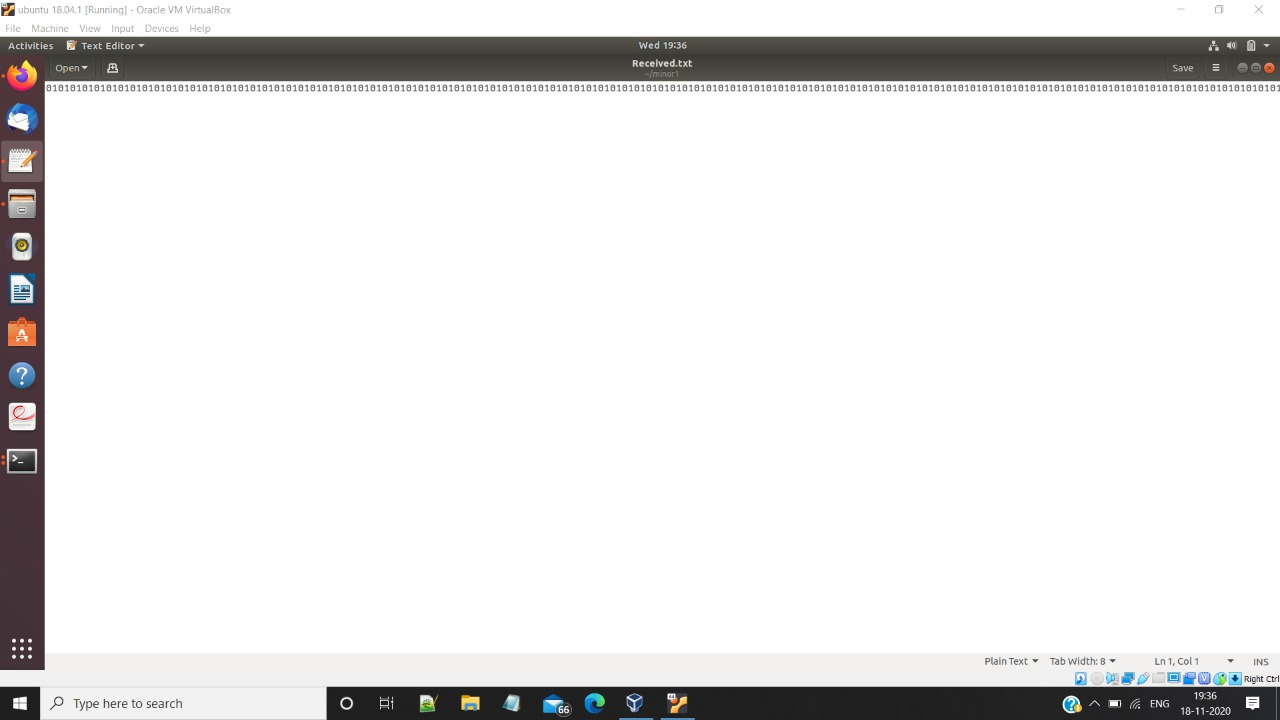 ubuntu 18.04.1 [Running] - Oracle VM VirtualBox
File Machine View Input Devices Help
Activities Text Editor Wed 19:36
Open Received.txt Save
~/minor1
Plain Text Tab Width: 8 Ln 1, Col 1 INS
Right Ctrl
Type here to search 66 ENG 19:36
18-11-2020